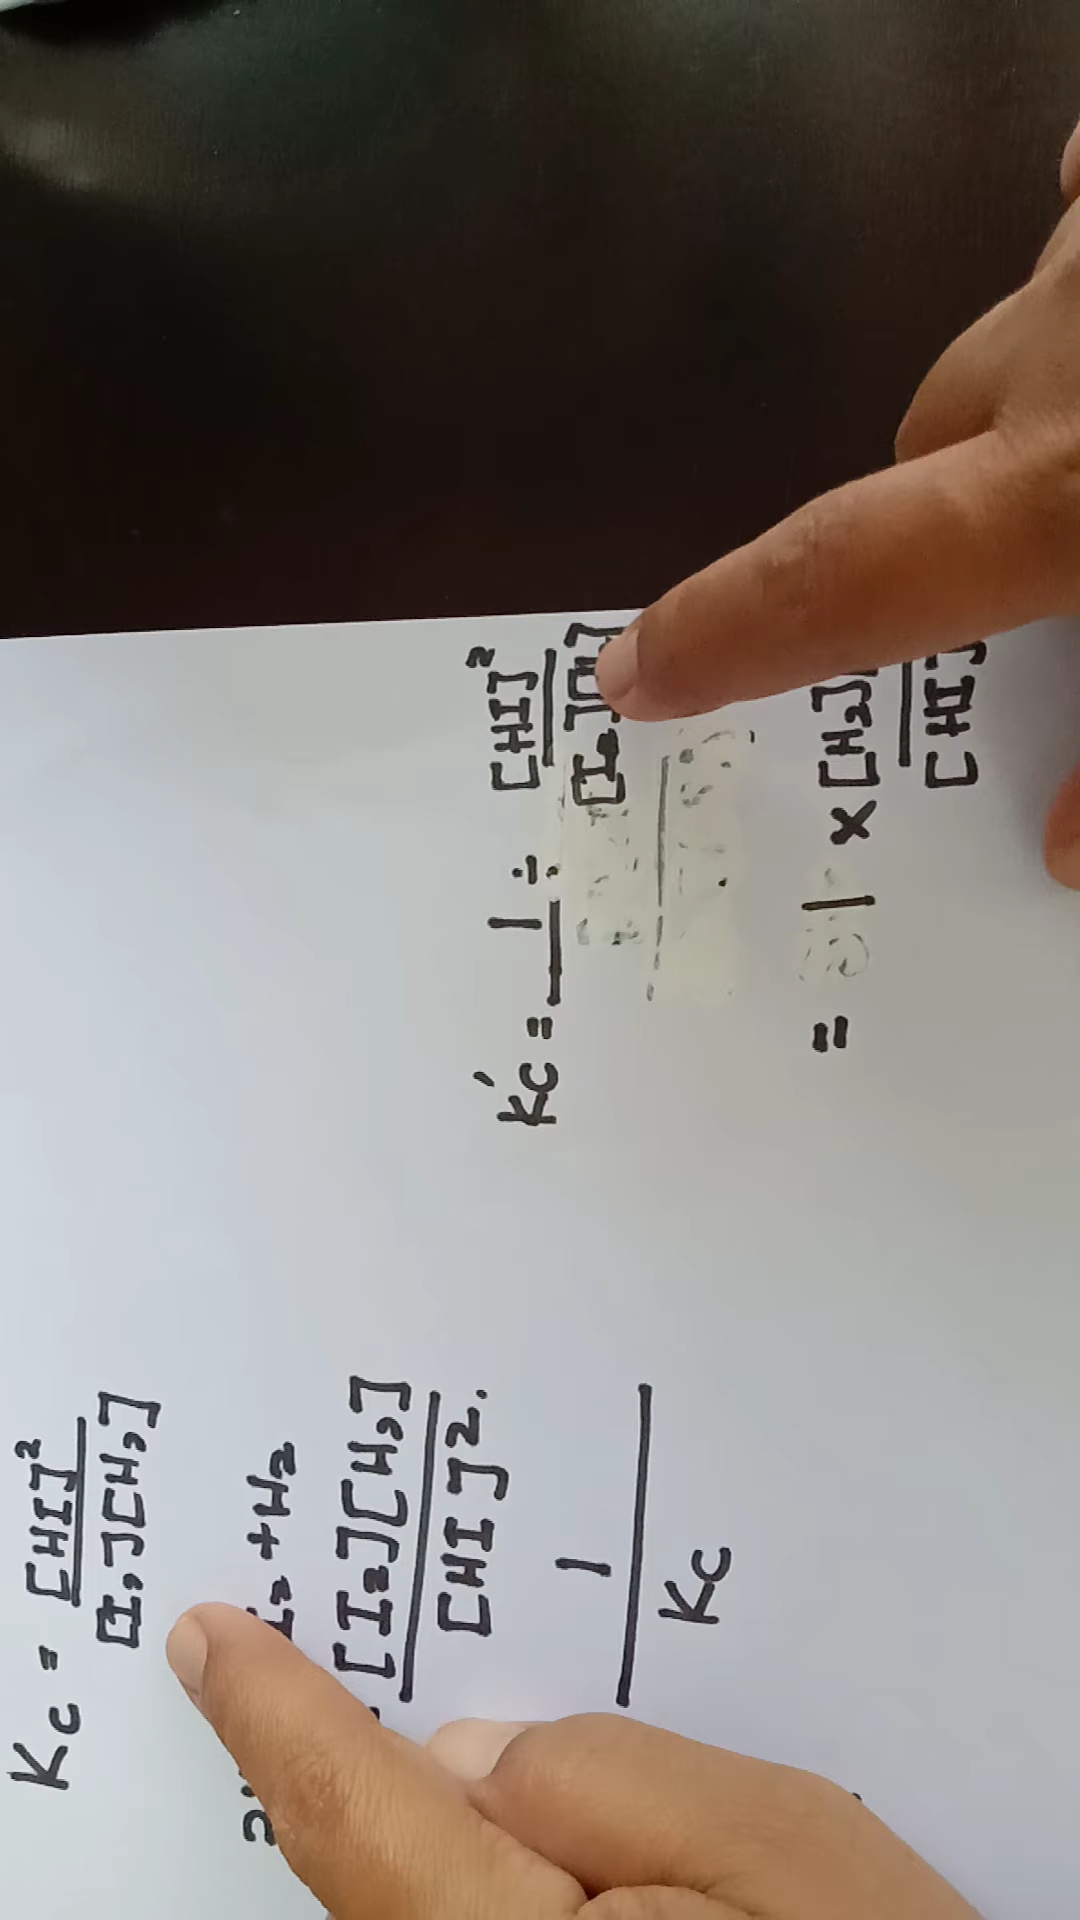 Kc = [HI]²
[I₂][H₂]
+ H₂
[I₂][H₂]
[HI]².
1
Kc
K'c = 1 ÷ [HI]²
[I₂]
= 1 × [H₂]
[HI]